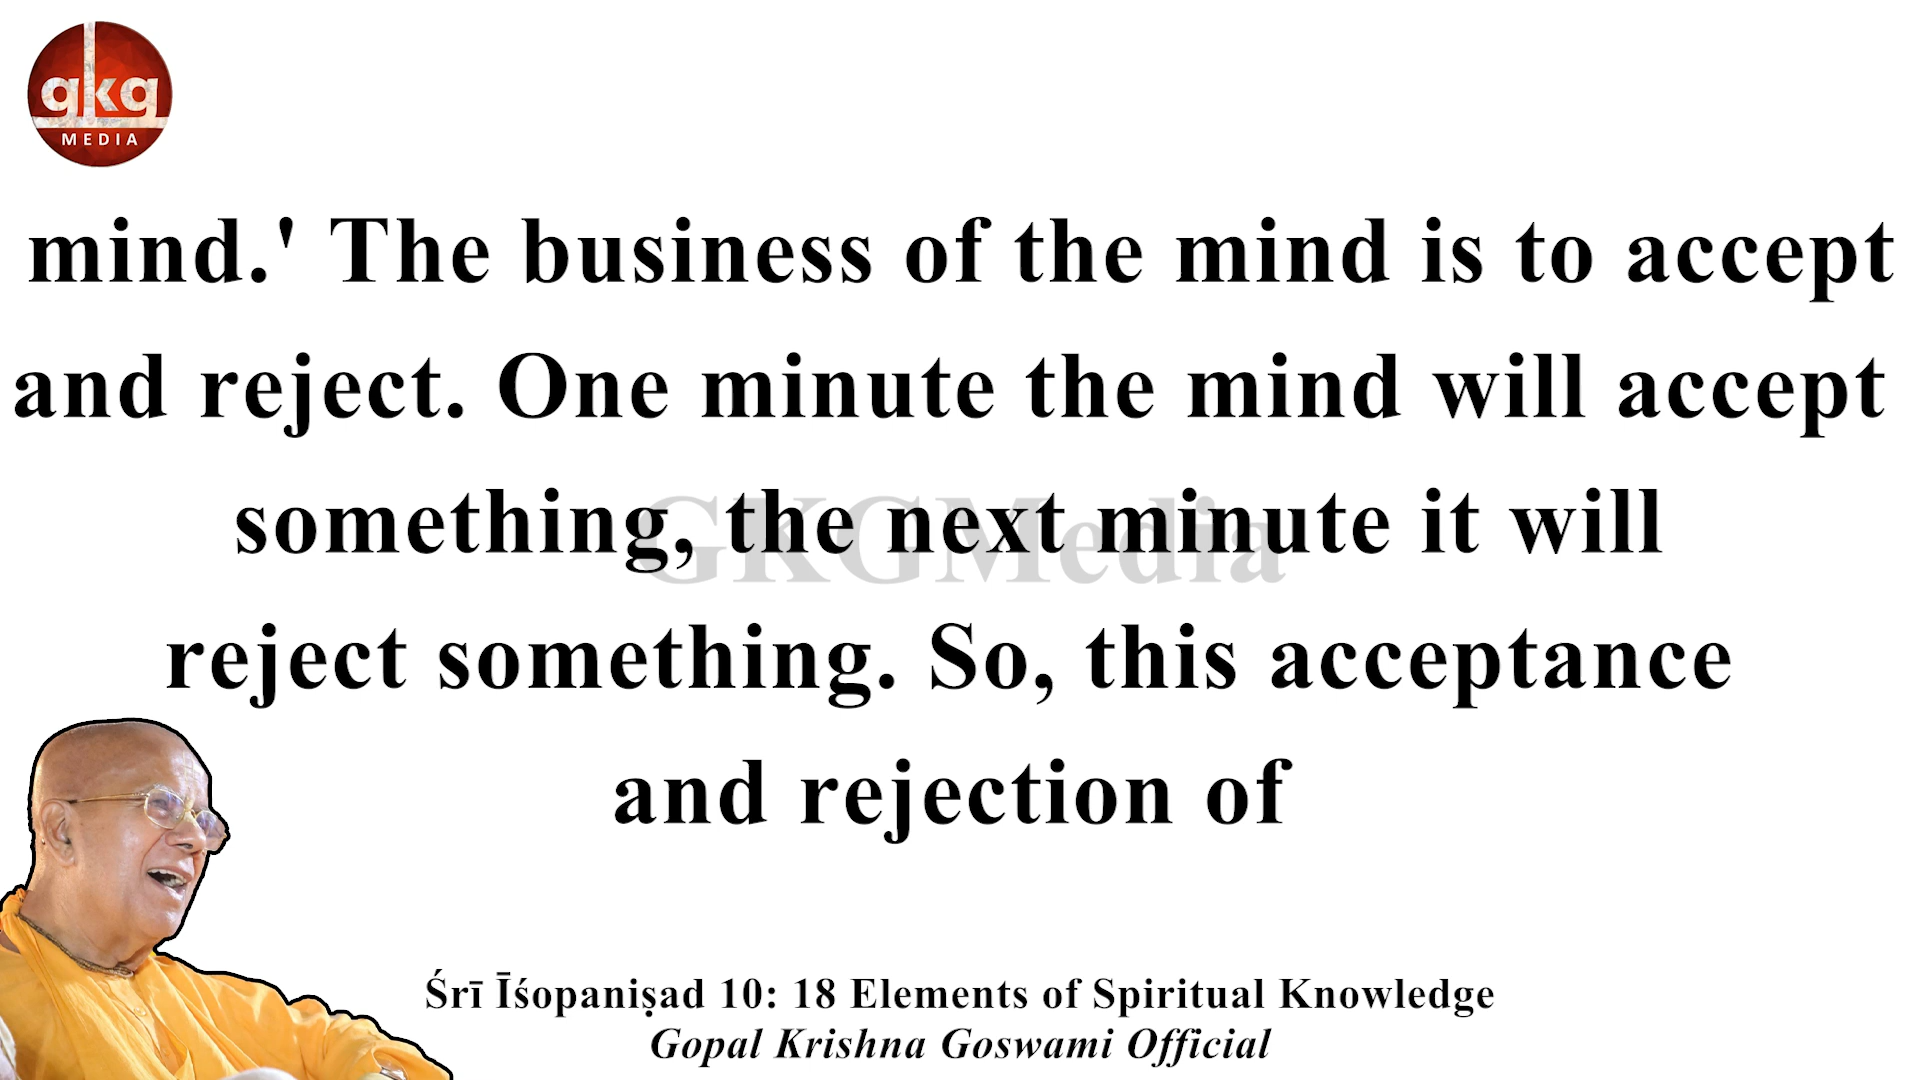 gkg
MEDIA
mind.' The business of the mind is to accept
and reject. One minute the mind will accept
something, the next minute it will
reject something. So, this acceptance
and rejection of
GKGMedia
Śrī Īśopaniṣad 10: 18 Elements of Spiritual Knowledge
Gopal Krishna Goswami Official